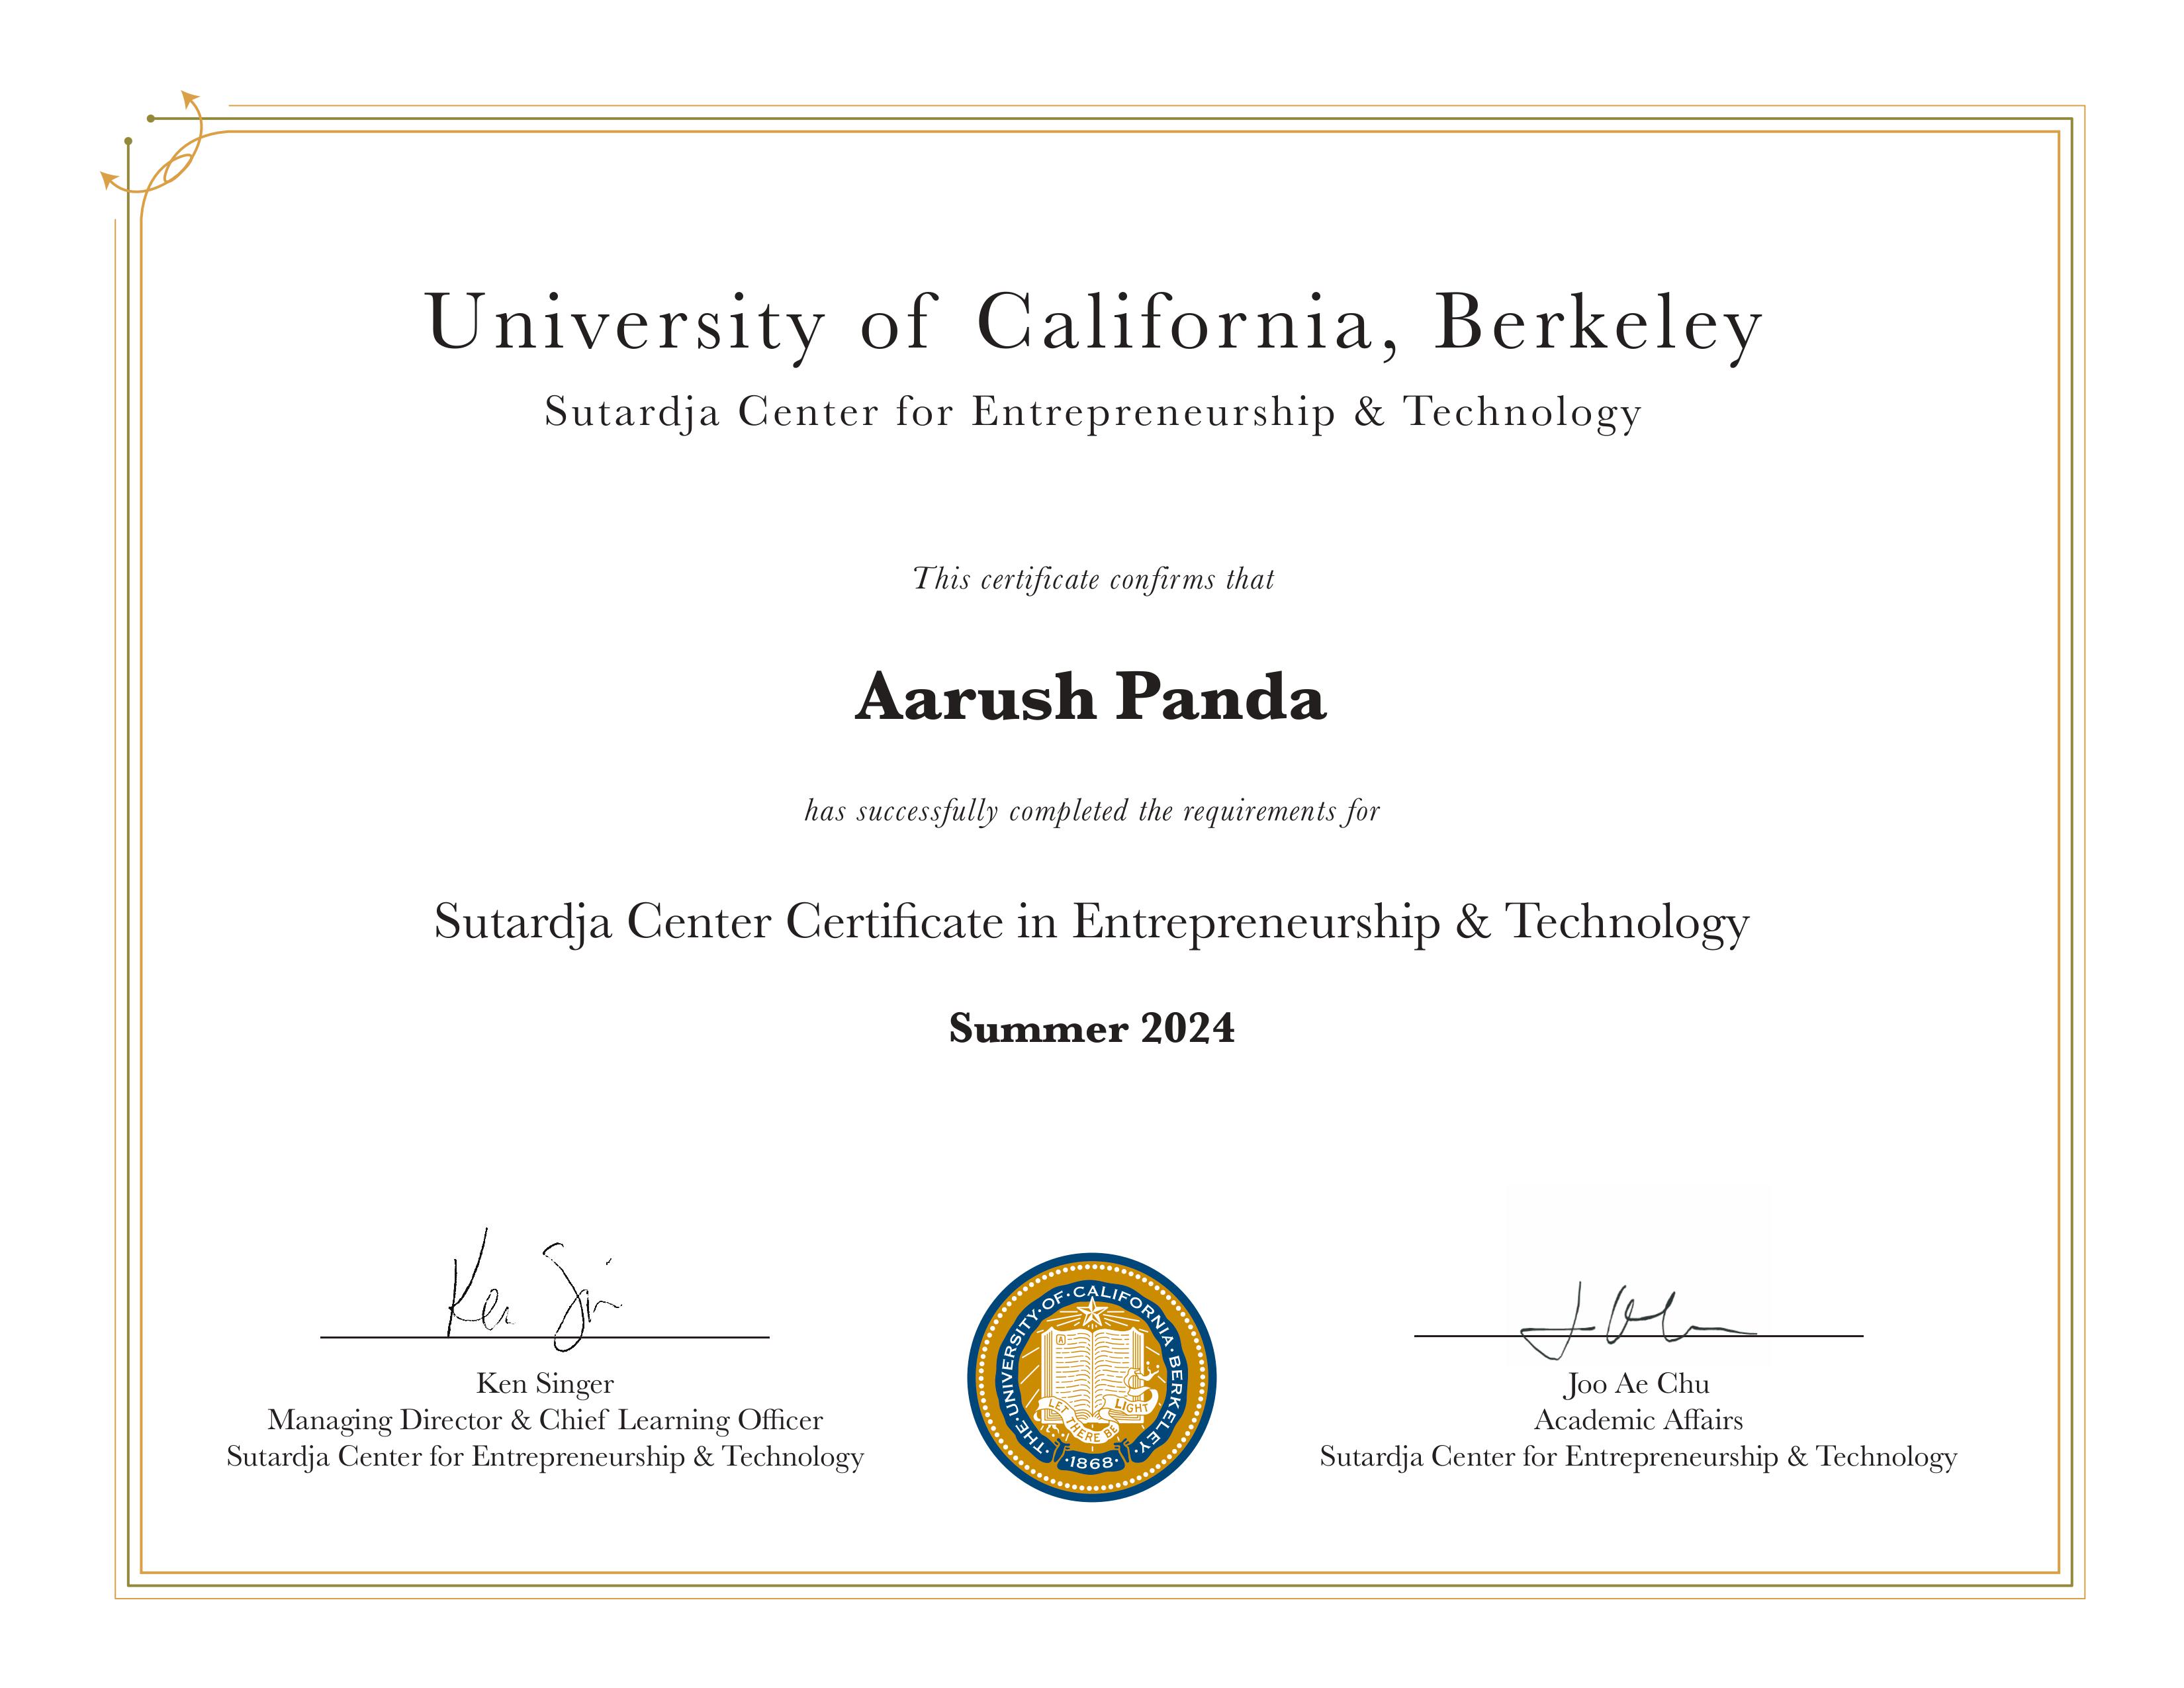 University of California, Berkeley
Sutardja Center for Entrepreneurship & Technology
This certificate confirms that
Aarush Panda
has successfully completed the requirements for
Sutardja Center Certificate in Entrepreneurship & Technology
Summer 2024
Ken Singer
Managing Director & Chief Learning Officer
Sutardja Center for Entrepreneurship & Technology
THE·UNIVERSITY·OF·CALIFORNIA·BERKELEY·
A
LET THERE BE LIGHT
·1868·
Joo Ae Chu
Academic Affairs
Sutardja Center for Entrepreneurship & Technology